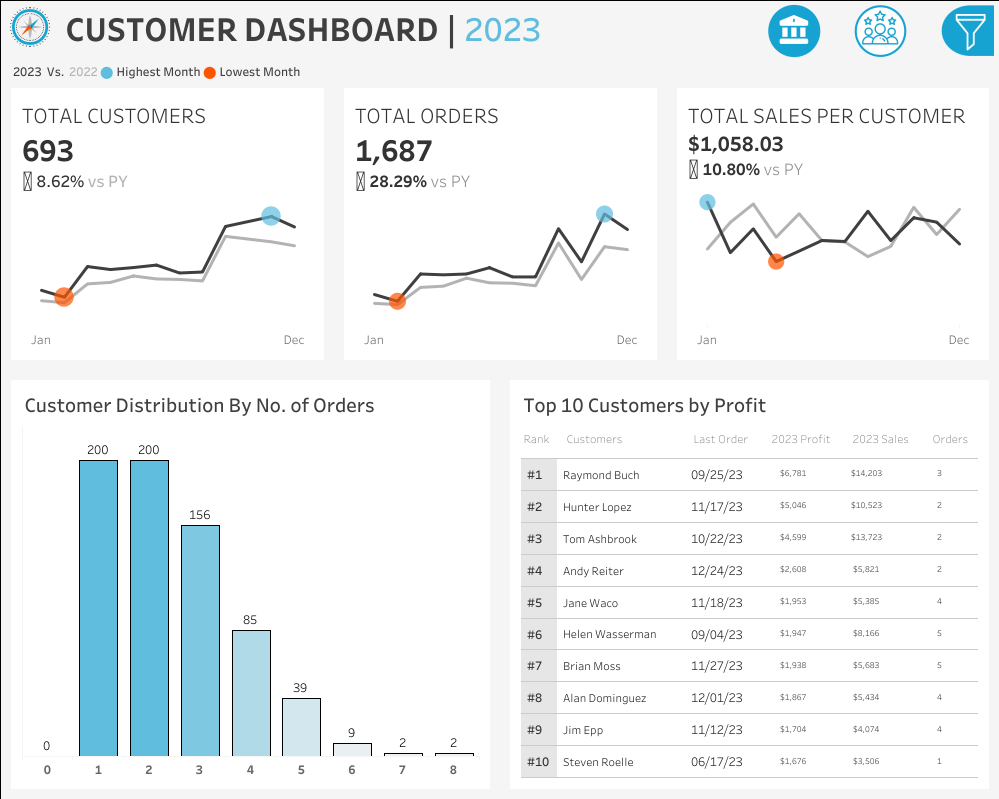 CUSTOMER DASHBOARD | 2023
2023 Vs. 2022 Highest Month Lowest Month
TOTAL CUSTOMERS
693
8.62% vs PY
Jan Dec
TOTAL ORDERS
1,687
28.29% vs PY
Jan Dec
TOTAL SALES PER CUSTOMER
$1,058.03
10.80% vs PY
Jan Dec
Customer Distribution By No. of Orders
0 200 200 156 85 39 9 2 2
0 1 2 3 4 5 6 7 8
Top 10 Customers by Profit
Rank Customers Last Order 2023 Profit 2023 Sales Orders
#1 Raymond Buch 09/25/23 $6,781 $14,203 3
#2 Hunter Lopez 11/17/23 $5,046 $10,523 2
#3 Tom Ashbrook 10/22/23 $4,599 $13,723 2
#4 Andy Reiter 12/24/23 $2,608 $5,821 2
#5 Jane Waco 11/18/23 $1,953 $5,385 4
#6 Helen Wasserman 09/04/23 $1,947 $8,166 5
#7 Brian Moss 11/27/23 $1,938 $5,683 5
#8 Alan Dominguez 12/01/23 $1,867 $5,434 4
#9 Jim Epp 11/12/23 $1,704 $4,074 4
#10 Steven Roelle 06/17/23 $1,676 $3,506 1